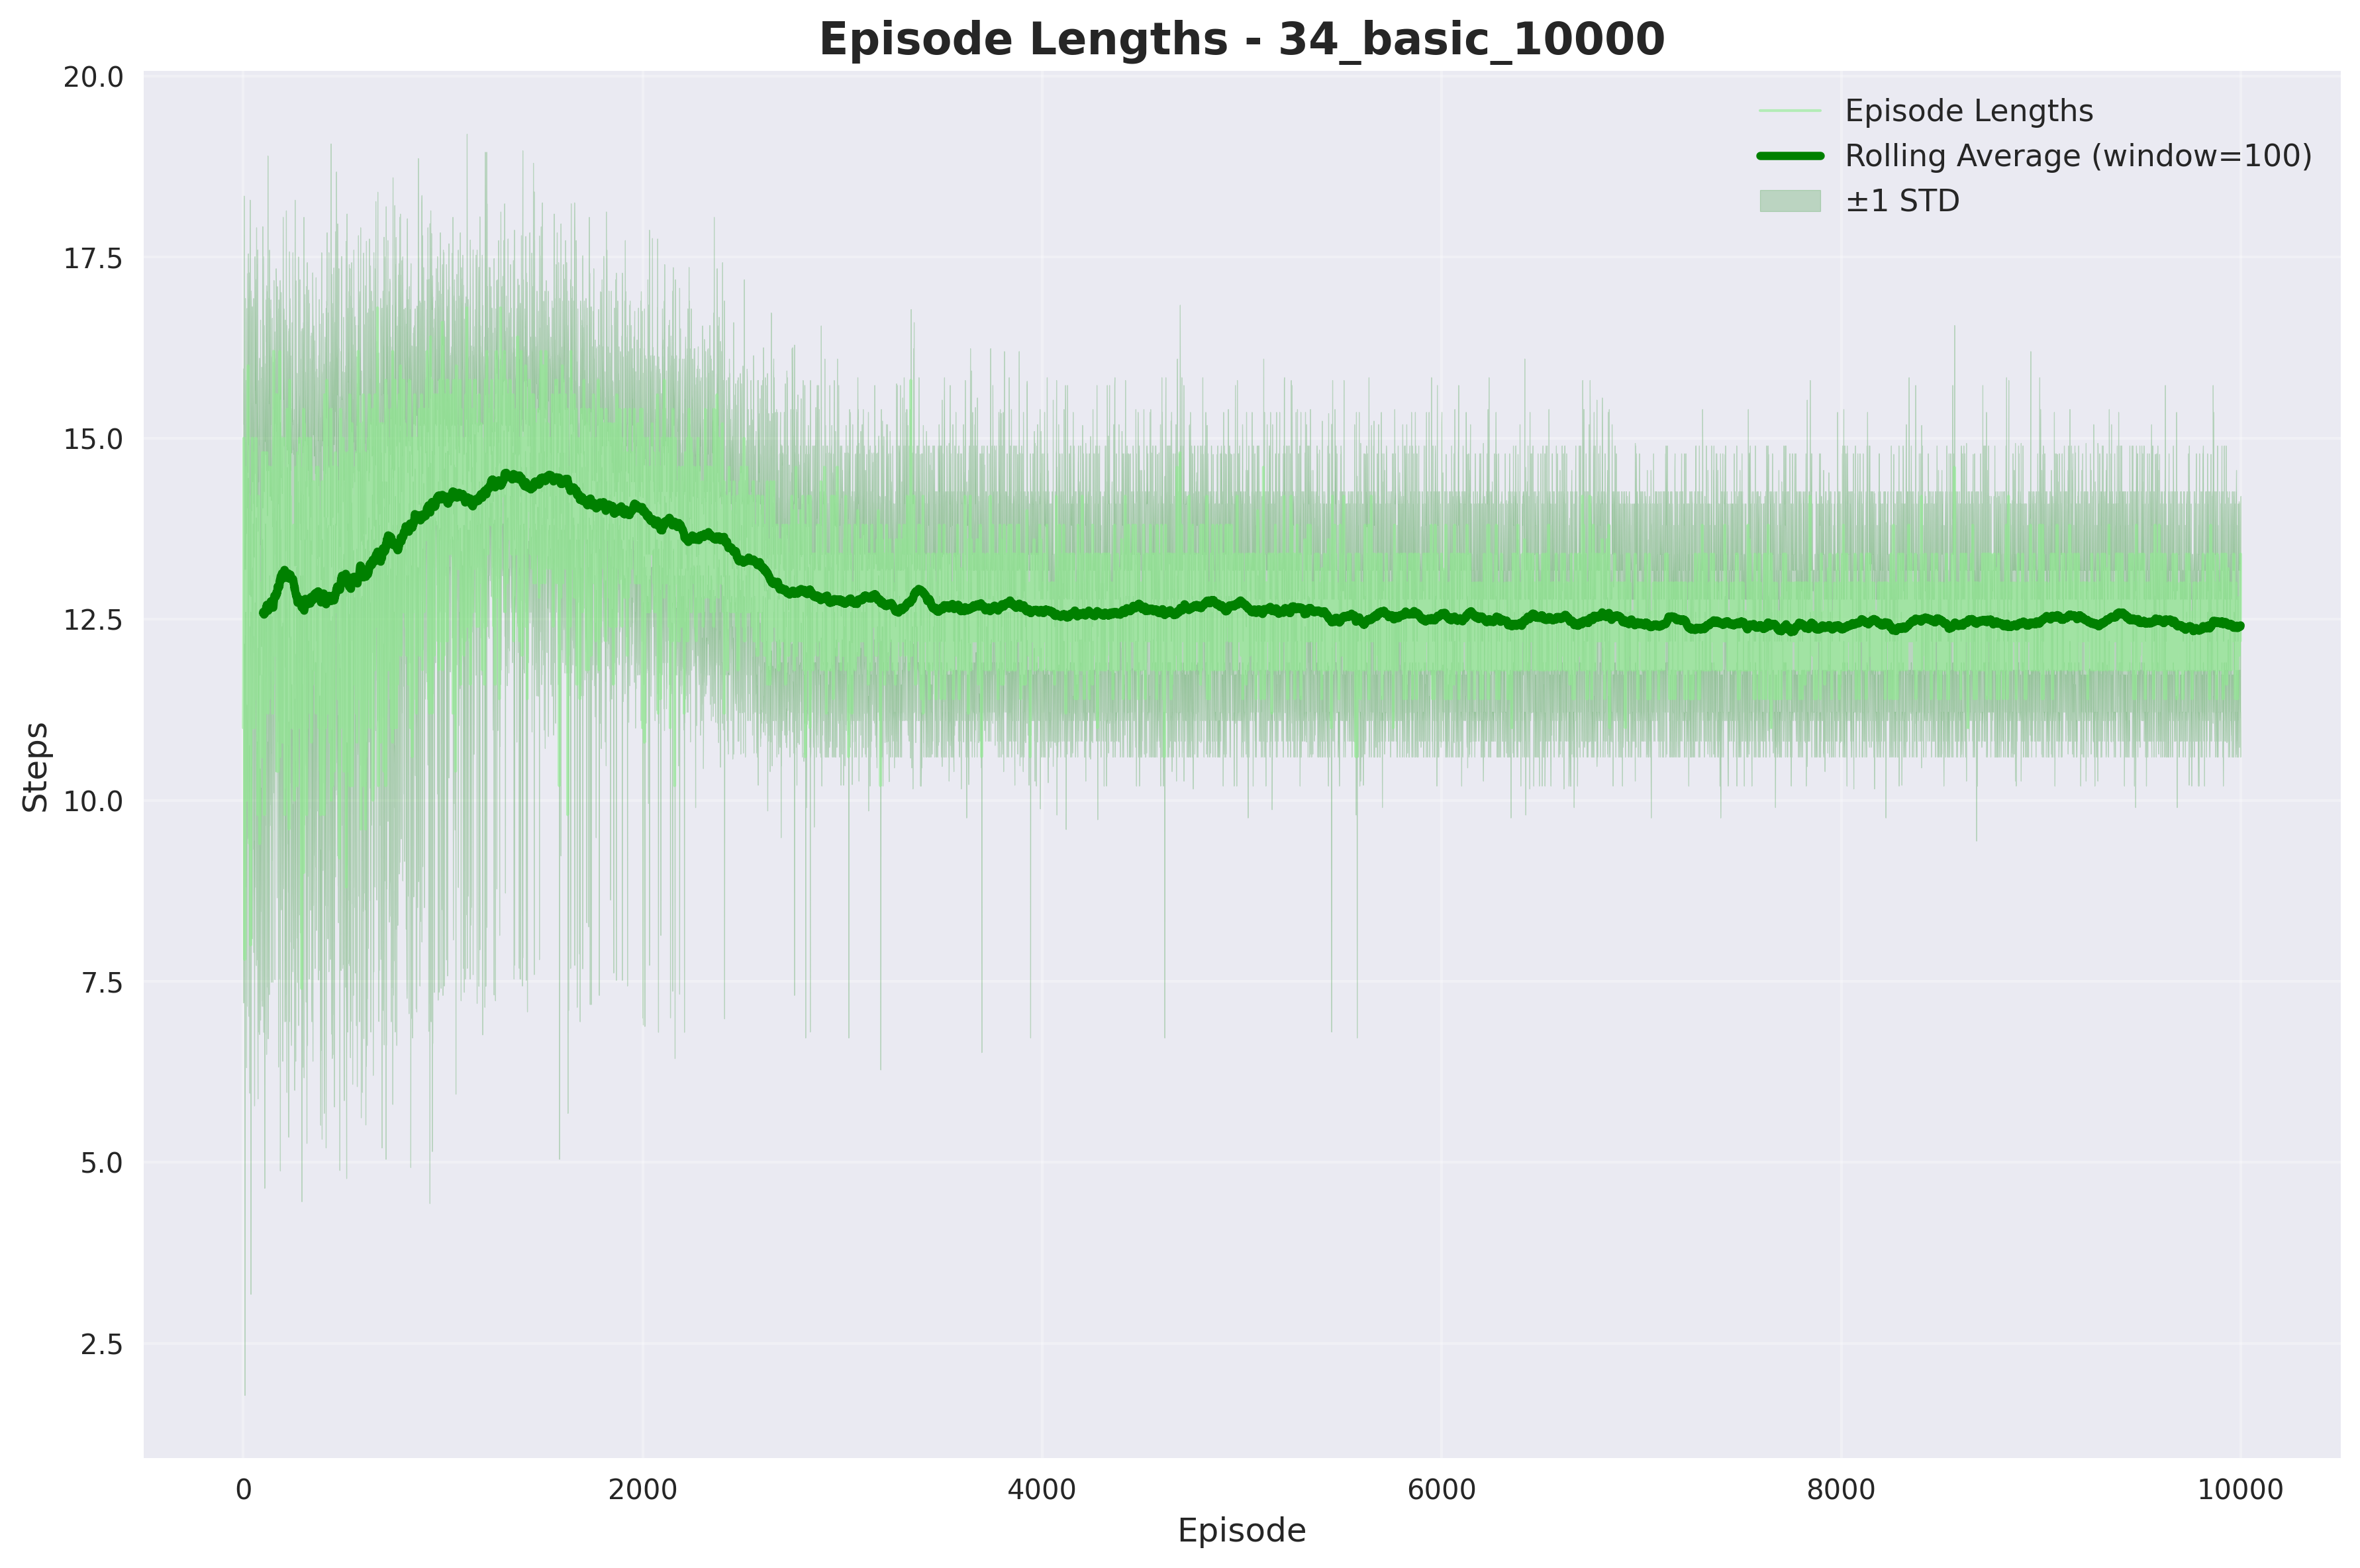 Episode Lengths - 34_basic_10000
Episode Lengths
Rolling Average (window=100)
±1 STD
Steps
20.0
17.5
15.0
12.5
10.0
7.5
5.0
2.5
0 2000 4000 6000 8000 10000
Episode